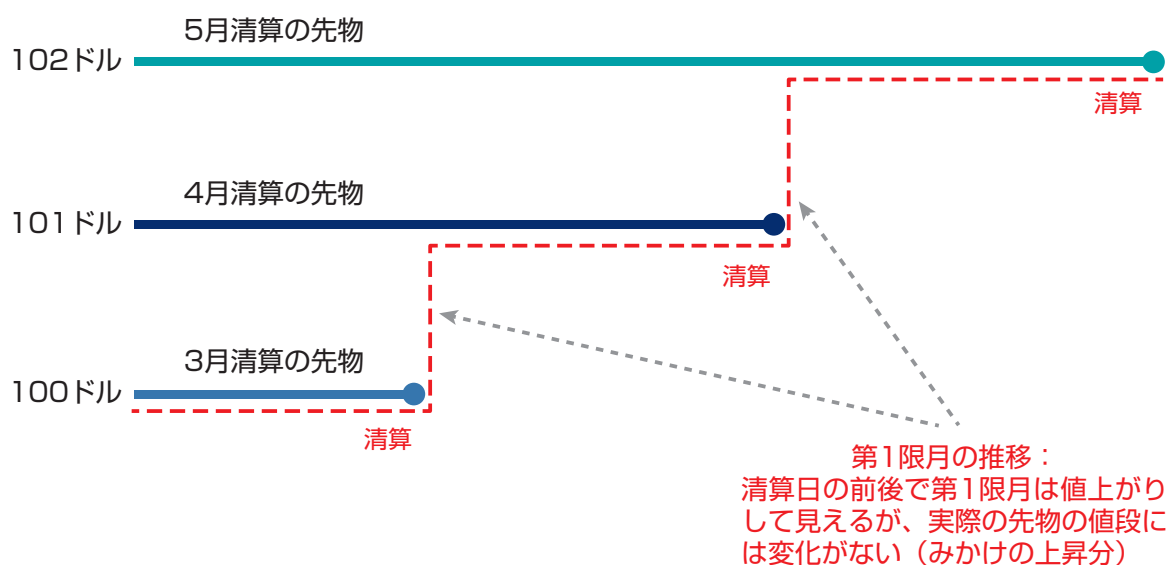 5月清算の先物
102ドル
清算
4月清算の先物
101ドル
清算
3月清算の先物
100ドル
清算
第1限月の推移：
清算日の前後で第1限月は値上がり
して見えるが、実際の先物の値段に
は変化がない（みかけの上昇分）